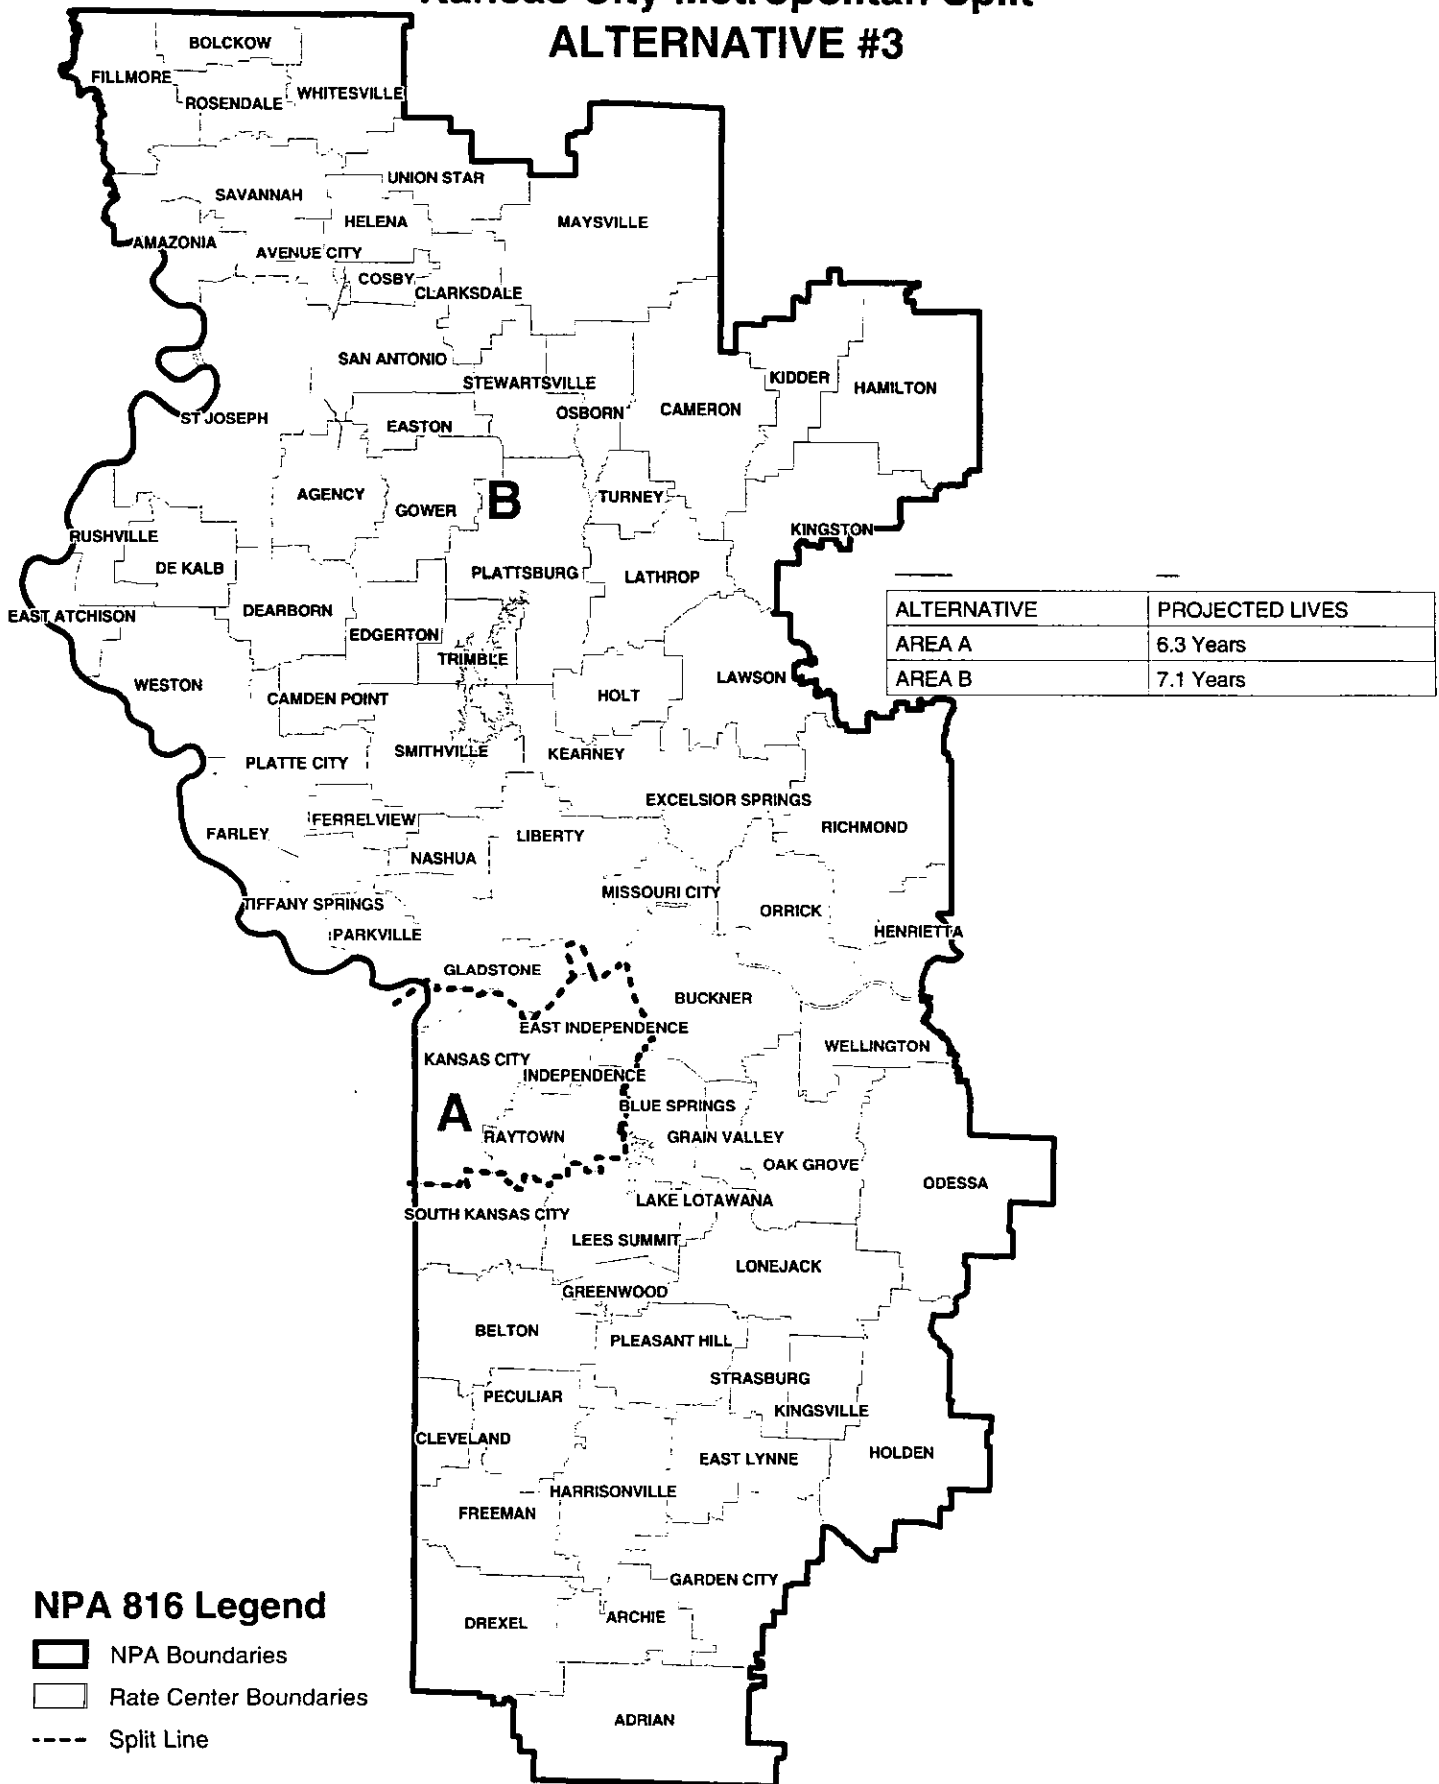 Kansas City Metropolitan Split
ALTERNATIVE #3
BOLCKOW
FILLMORE
WHITESVILLE
ROSENDALE
UNION STAR
SAVANNAH
HELENA
MAYSVILLE
AMAZONIA
AVENUE CITY
COSBY
CLARKSDALE
SAN ANTONIO
STEWARTSVILLE
KIDDER
HAMILTON
OSBORN
CAMERON
ST JOSEPH
EASTON
AGENCY
GOWER
B
TURNEY
RUSHVILLE
KINGSTON
DE KALB
PLATTSBURG
LATHROP
ALTERNATIVE PROJECTED LIVES
AREA A 6.3 Years
AREA B 7.1 Years
EAST ATCHISON
DEARBORN
EDGERTON
TRIMBLE
WESTON
CAMDEN POINT
HOLT
LAWSON
SMITHVILLE
KEARNEY
PLATTE CITY
EXCELSIOR SPRINGS
FERRELVIEW
RICHMOND
FARLEY
LIBERTY
NASHUA
MISSOURI CITY
TIFFANY SPRINGS
ORRICK
PARKVILLE
HENRIETTA
GLADSTONE
BUCKNER
EAST INDEPENDENCE
WELLINGTON
KANSAS CITY
INDEPENDENCE
A
BLUE SPRINGS
RAYTOWN
GRAIN VALLEY
OAK GROVE
ODESSA
LAKE LOTAWANA
SOUTH KANSAS CITY
LEES SUMMIT
LONEJACK
GREENWOOD
BELTON
PLEASANT HILL
STRASBURG
PECULIAR
KINGSVILLE
CLEVELAND
HOLDEN
EAST LYNNE
HARRISONVILLE
FREEMAN
GARDEN CITY
ARCHIE
DREXEL
ADRIAN
NPA 816 Legend
NPA Boundaries
Rate Center Boundaries
Split Line